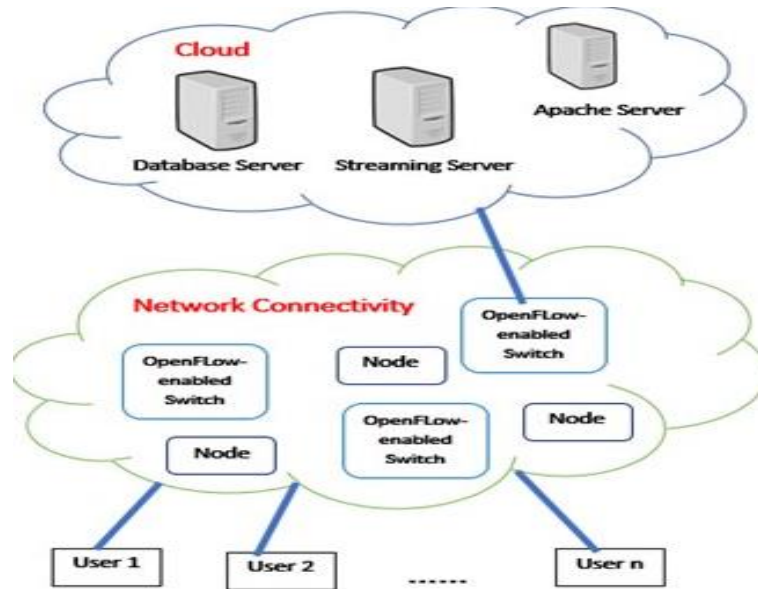 Cloud
Apache Server
Database Server
Streaming Server
Network Connectivity
OpenFLow-
enabled
Switch
OpenFLow-
enabled
Switch
Node
OpenFLow-
enabled
Switch
Node
Node
User 1
User 2
......
User n